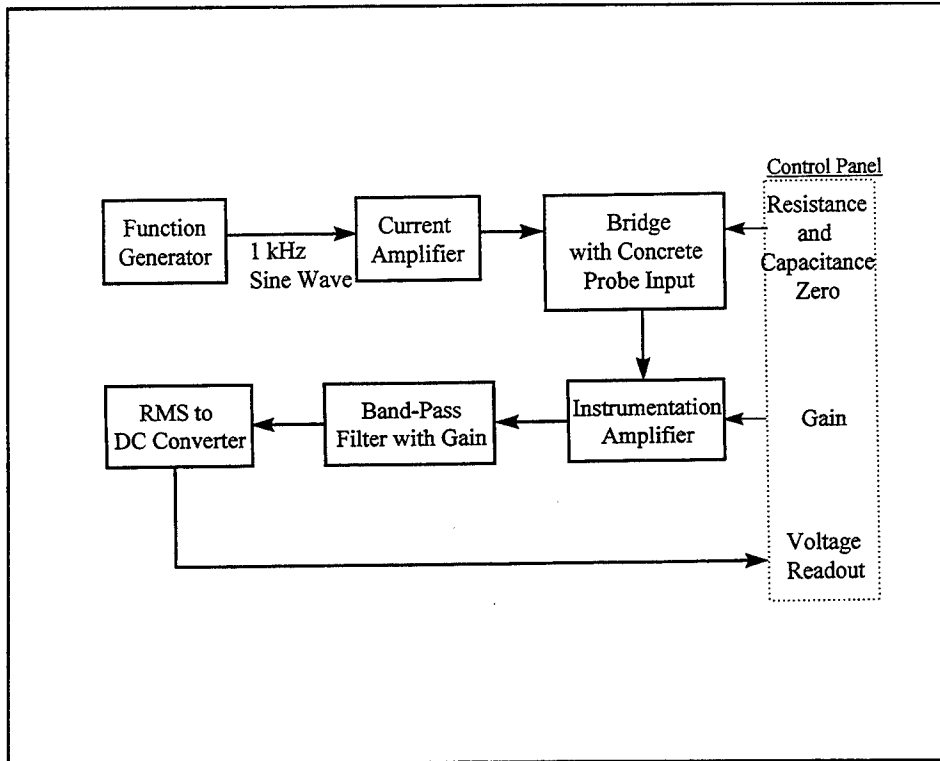 Control Panel
Function
Generator
1 kHz
Sine Wave
Current
Amplifier
Bridge
with Concrete
Probe Input
Resistance
and
Capacitance
Zero
RMS to
DC Converter
Band-Pass
Filter with Gain
Instrumentation
Amplifier
Gain
Voltage
Readout